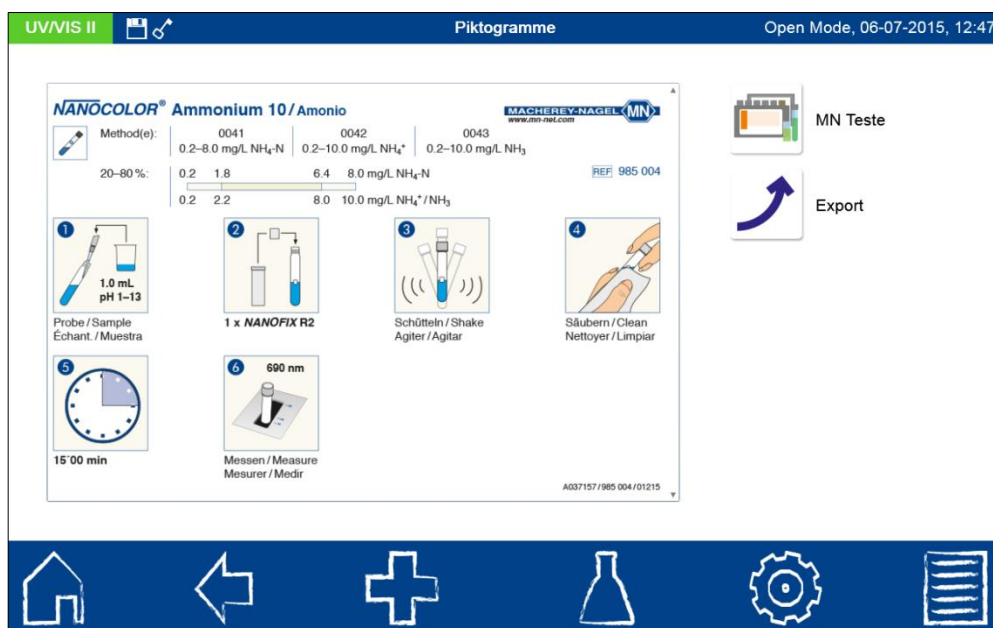 UV/VIS II
Piktogramme
Open Mode, 06-07-2015, 12:47
NANOCOLOR® Ammonium 10/Amonio
MACHEREY-NAGEL MN
www.mn-net.com
Method(e): 0041 0042 0043
0.2–8.0 mg/L NH₄-N 0.2–10.0 mg/L NH₄⁺ 0.2–10.0 mg/L NH₃
20–80 %: 0.2 1.8 6.4 8.0 mg/L NH₄-N
REF 985 004
0.2 2.2 8.0 10.0 mg/L NH₄⁺/NH₃
1
1.0 mL
pH 1–13
Probe/Sample
Échant./Muestra
2
1 x NANOFIX R2
3
Schütteln/Shake
Agiter/Agitar
4
Säubern/Clean
Nettoyer/Limpiar
5
15´00 min
6
690 nm
Messen/Measure
Mesurer/Medir
A037157/985 004/01215
MN Teste
Export